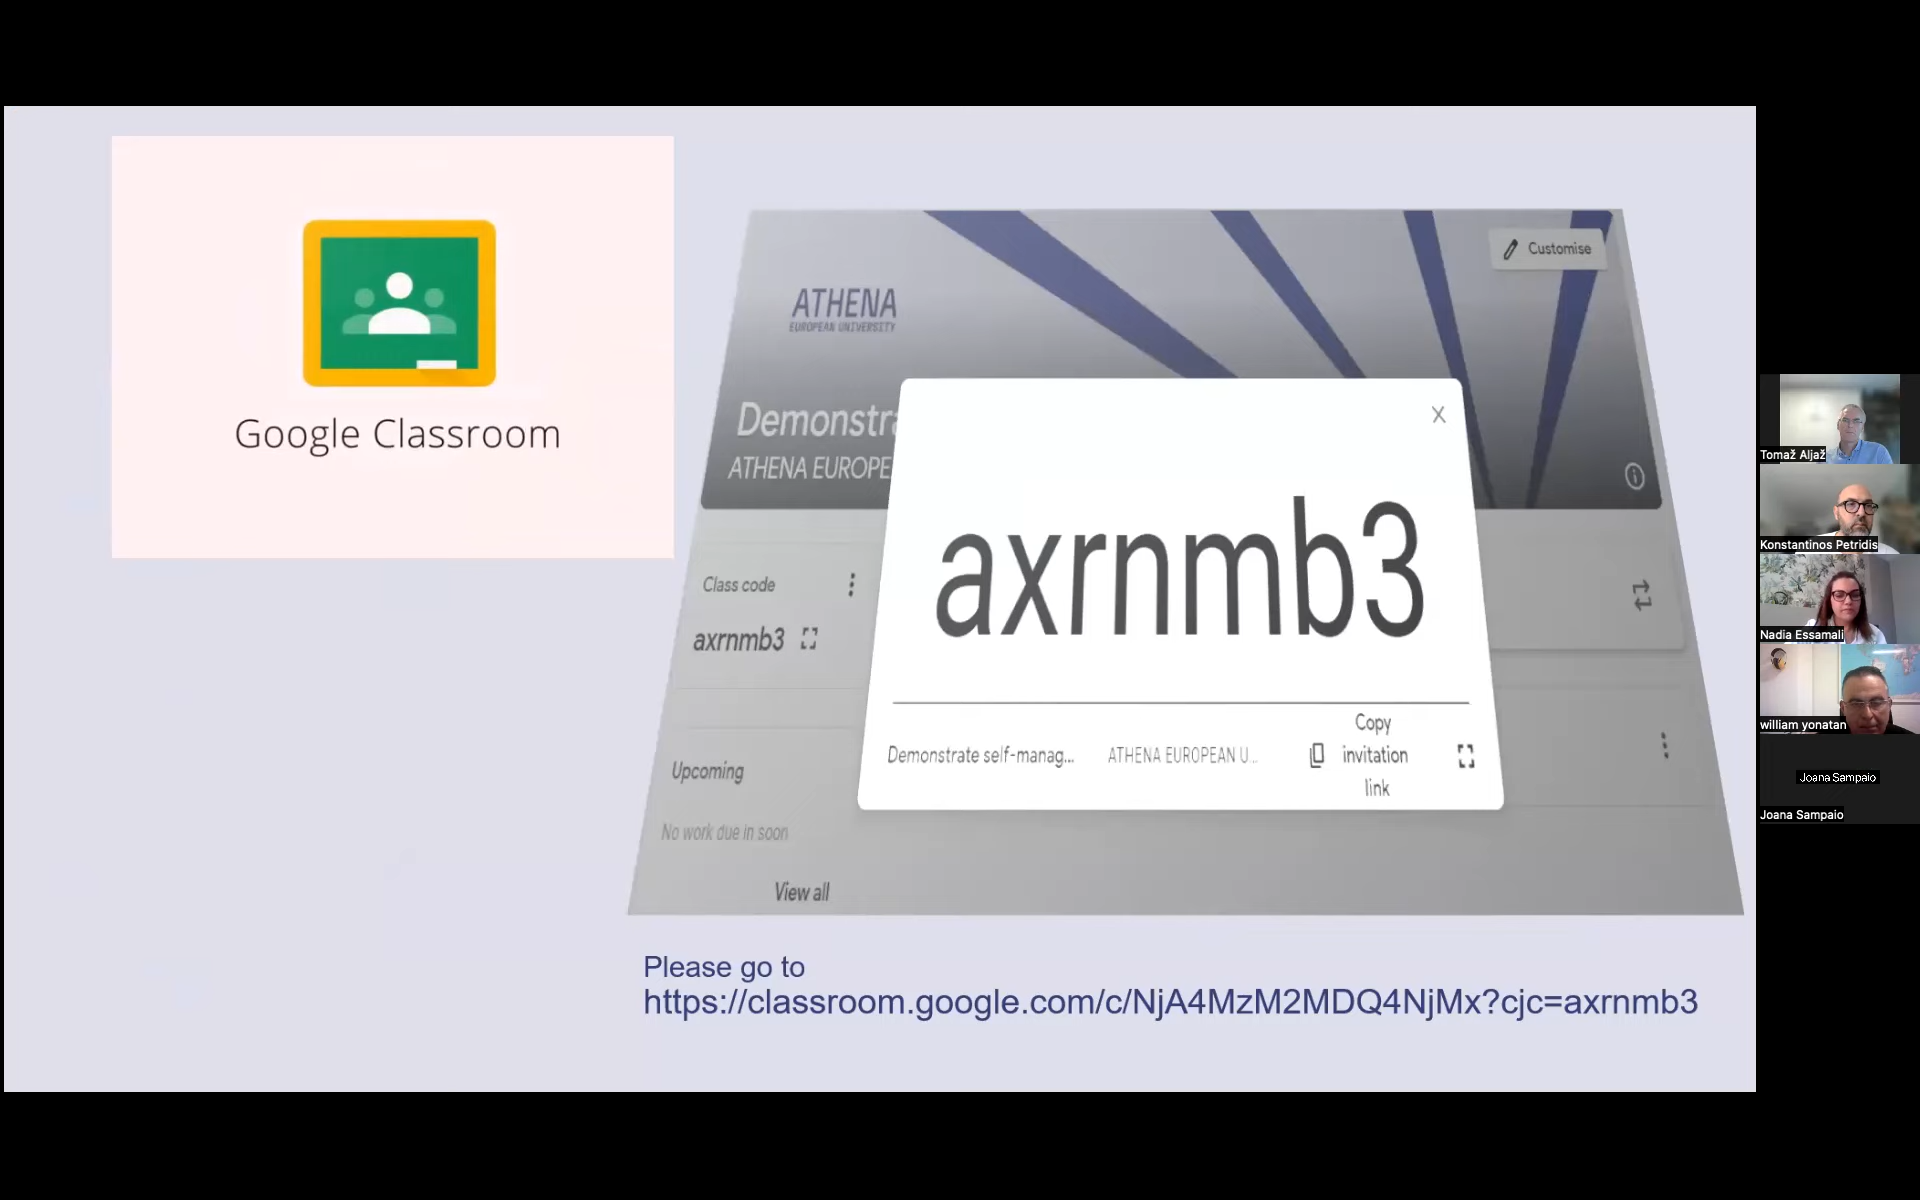 Google Classroom
ATHENA
EUROPEAN UNIVERSITY
Customise
Demonstra
ATHENA EUROPE
Class code
axrnmb3
Upcoming
No work due in soon
View all
X
axrnmb3
Demonstrate self-manag...
ATHENA EUROPEAN U...
Copy
invitation
link
Please go to
https://classroom.google.com/c/NjA4MzM2MDQ4NjMx?cjc=axrnmb3
Tomaž Aljaž
Konstantinos Petridis
Nadia Essamali
william yonatan
Joana Sampaio
Joana Sampaio